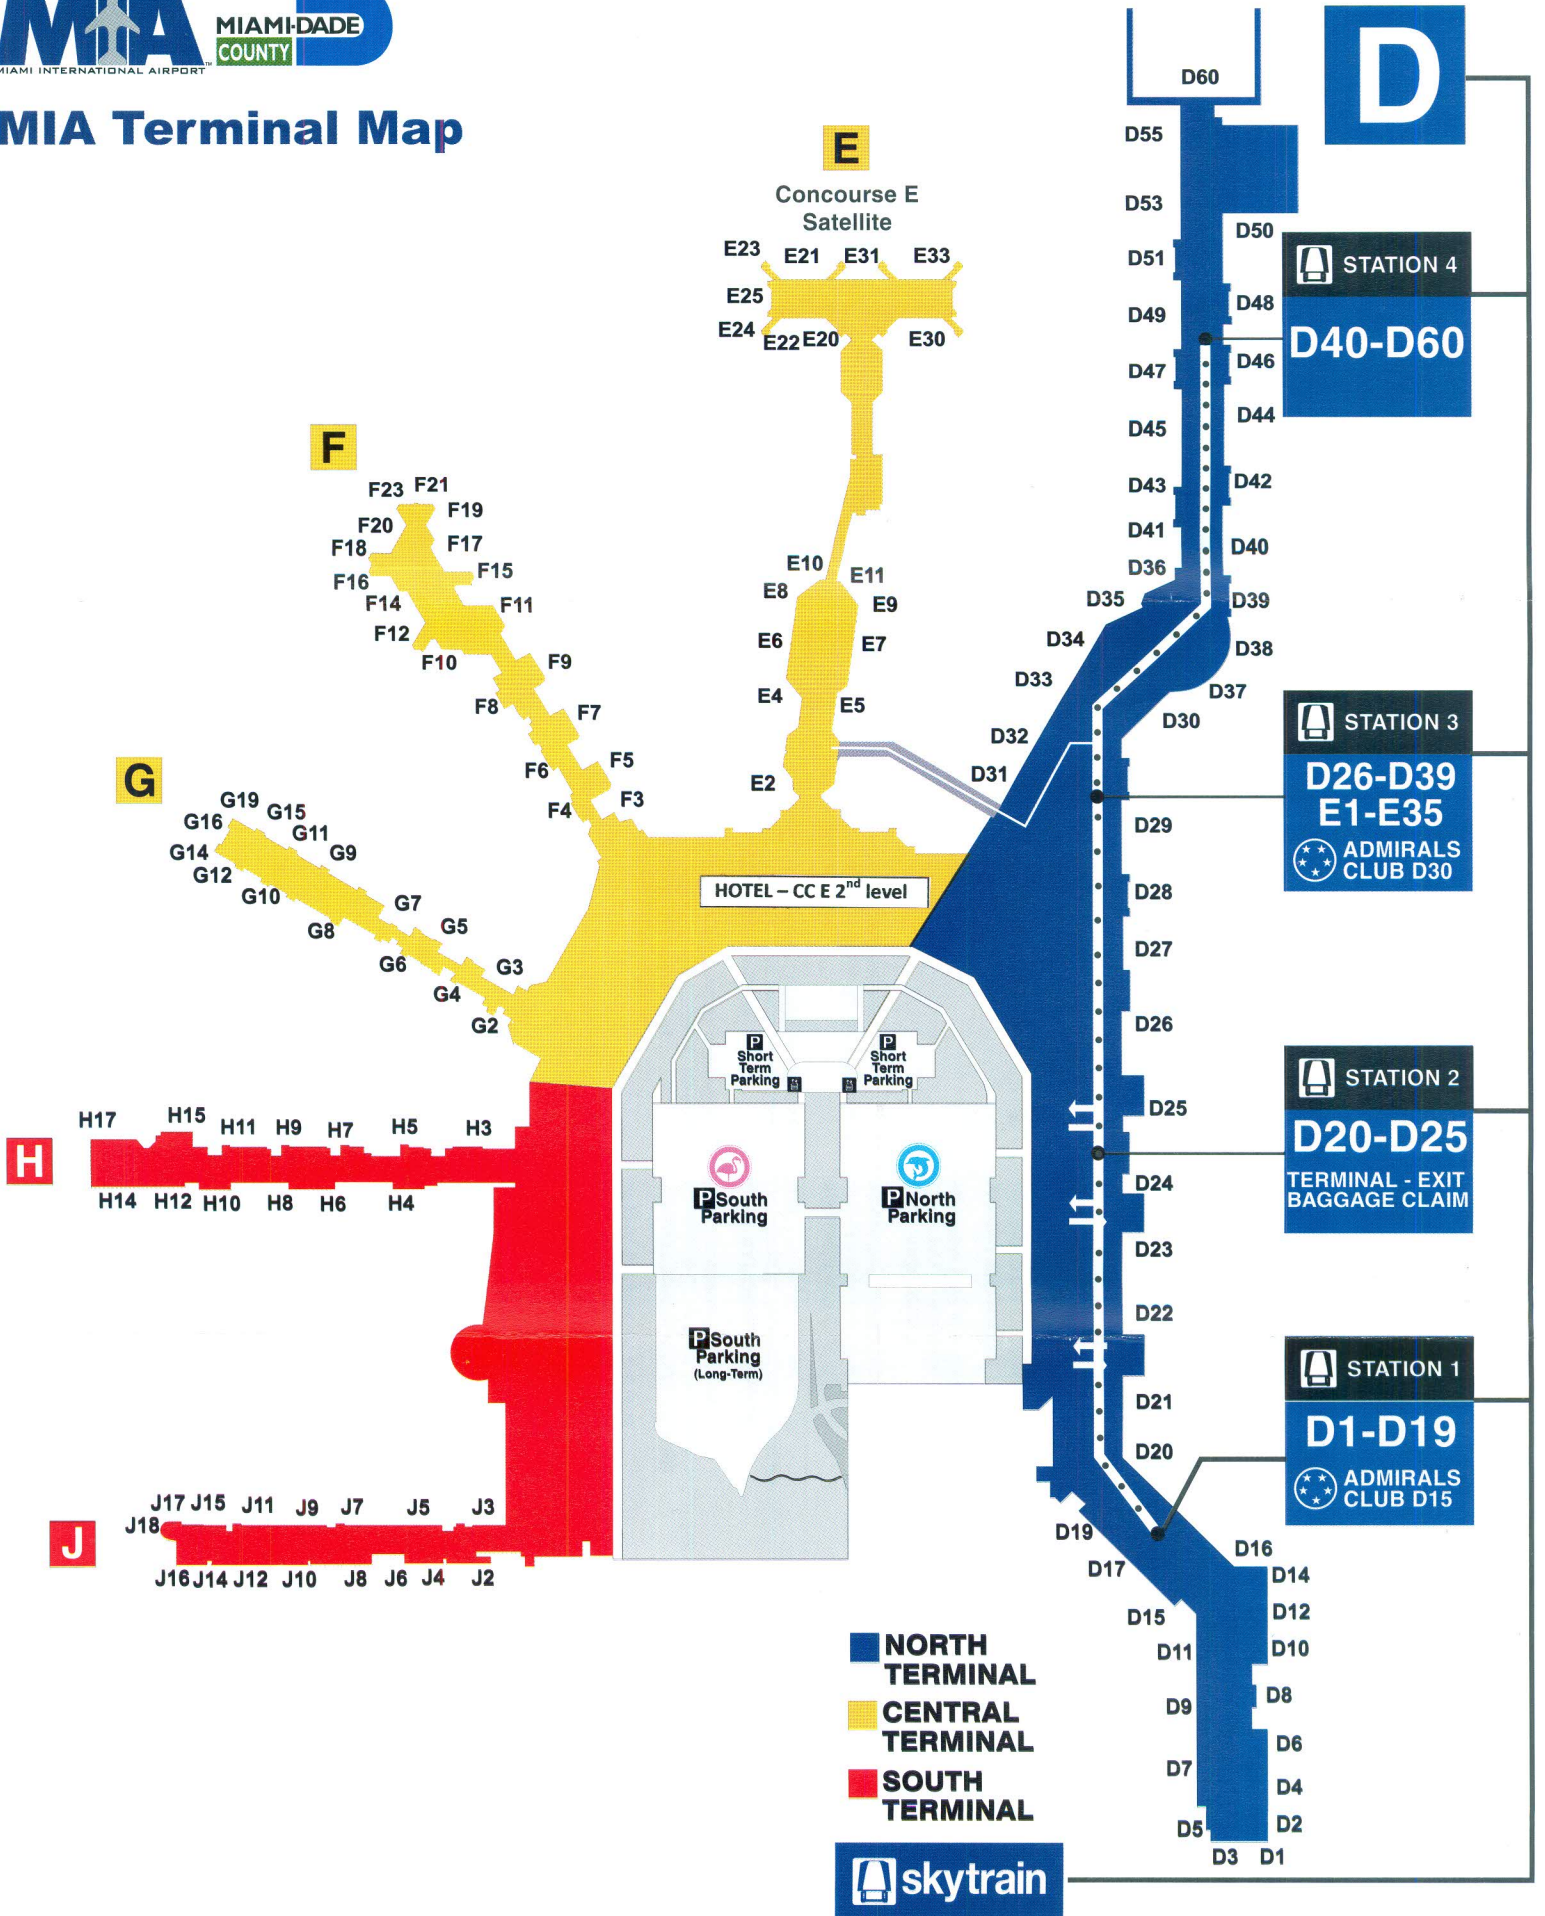 MIA
MIAMI-DADE
COUNTY
MIAMI INTERNATIONAL AIRPORT™
MIA Terminal Map
D
D60
D55
D53
D50
D51
D48
D49
D46
D47
D44
D45
D42
D43
D41
D40
D36
D39
D35
D38
D34
D37
D33
D30
D32
D31
D29
D28
D27
D26
D25
D24
D23
D22
D21
D20
D19
D16
D17
D14
D15
D12
D11
D10
D9
D8
D7
D6
D4
D5
D2
D3
D1
STATION 4
D40-D60
STATION 3
D26-D39
E1-E35
ADMIRALS
CLUB D30
STATION 2
D20-D25
TERMINAL - EXIT
BAGGAGE CLAIM
STATION 1
D1-D19
ADMIRALS
CLUB D15
E
Concourse E
Satellite
E23
E21
E31
E33
E25
E24
E22
E20
E30
E10
E11
E8
E9
E6
E7
E4
E5
E2
F
F23
F21
F20
F19
F18
F17
F16
F15
F14
F11
F12
F10
F9
F8
F7
F6
F5
F4
F3
G
G19
G16
G15
G14
G11
G12
G9
G10
G7
G8
G5
G6
G3
G4
G2
HOTEL – CC E 2nd level
P
Short
Term
Parking
P
Short
Term
Parking
P South
Parking
P North
Parking
P South
Parking
(Long-Term)
H
H17
H15
H11
H9
H7
H5
H3
H14
H12
H10
H8
H6
H4
J
J17
J15
J11
J9
J7
J5
J3
J18
J16
J14
J12
J10
J8
J6
J4
J2
NORTH
TERMINAL
CENTRAL
TERMINAL
SOUTH
TERMINAL
skytrain